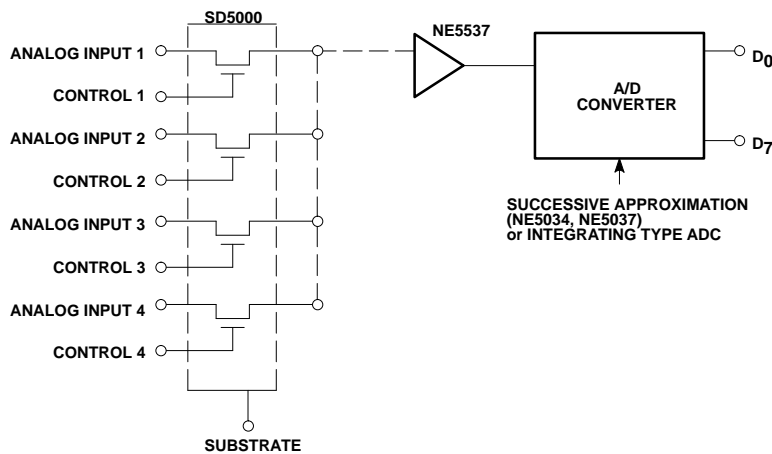 SD5000
NE5537
ANALOG INPUT 1
CONTROL 1
ANALOG INPUT 2
CONTROL 2
ANALOG INPUT 3
CONTROL 3
ANALOG INPUT 4
CONTROL 4
SUBSTRATE
A/D
CONVERTER
D0
D7
SUCCESSIVE APPROXIMATION
(NE5034, NE5037)
or INTEGRATING TYPE ADC